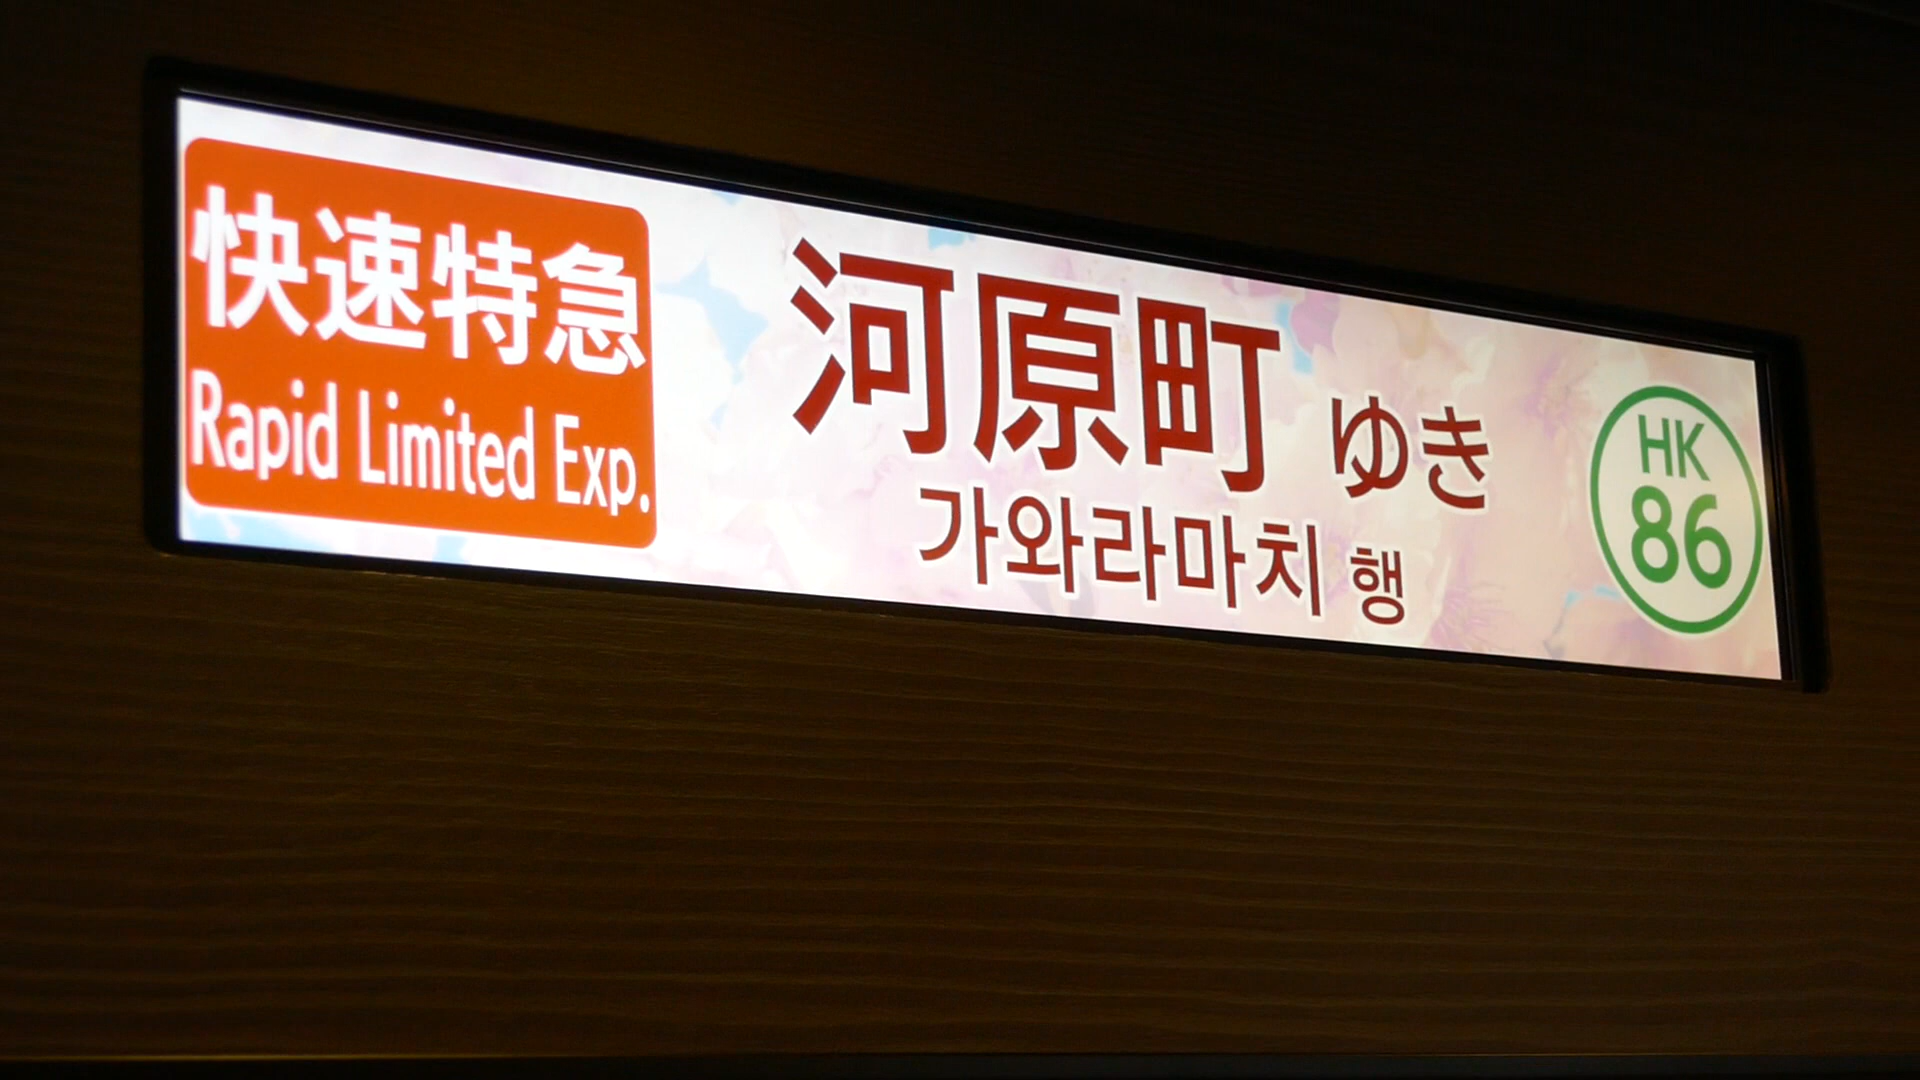 快速特急
Rapid Limited Exp.
河原町 ゆき
가와라마치 행
HK
86